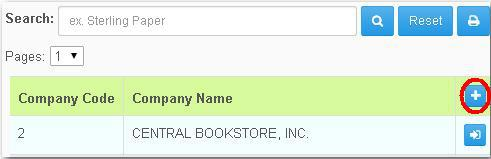 Search: ex. Sterling Paper Reset
Pages: 1
Company Code Company Name
2 CENTRAL BOOKSTORE, INC.